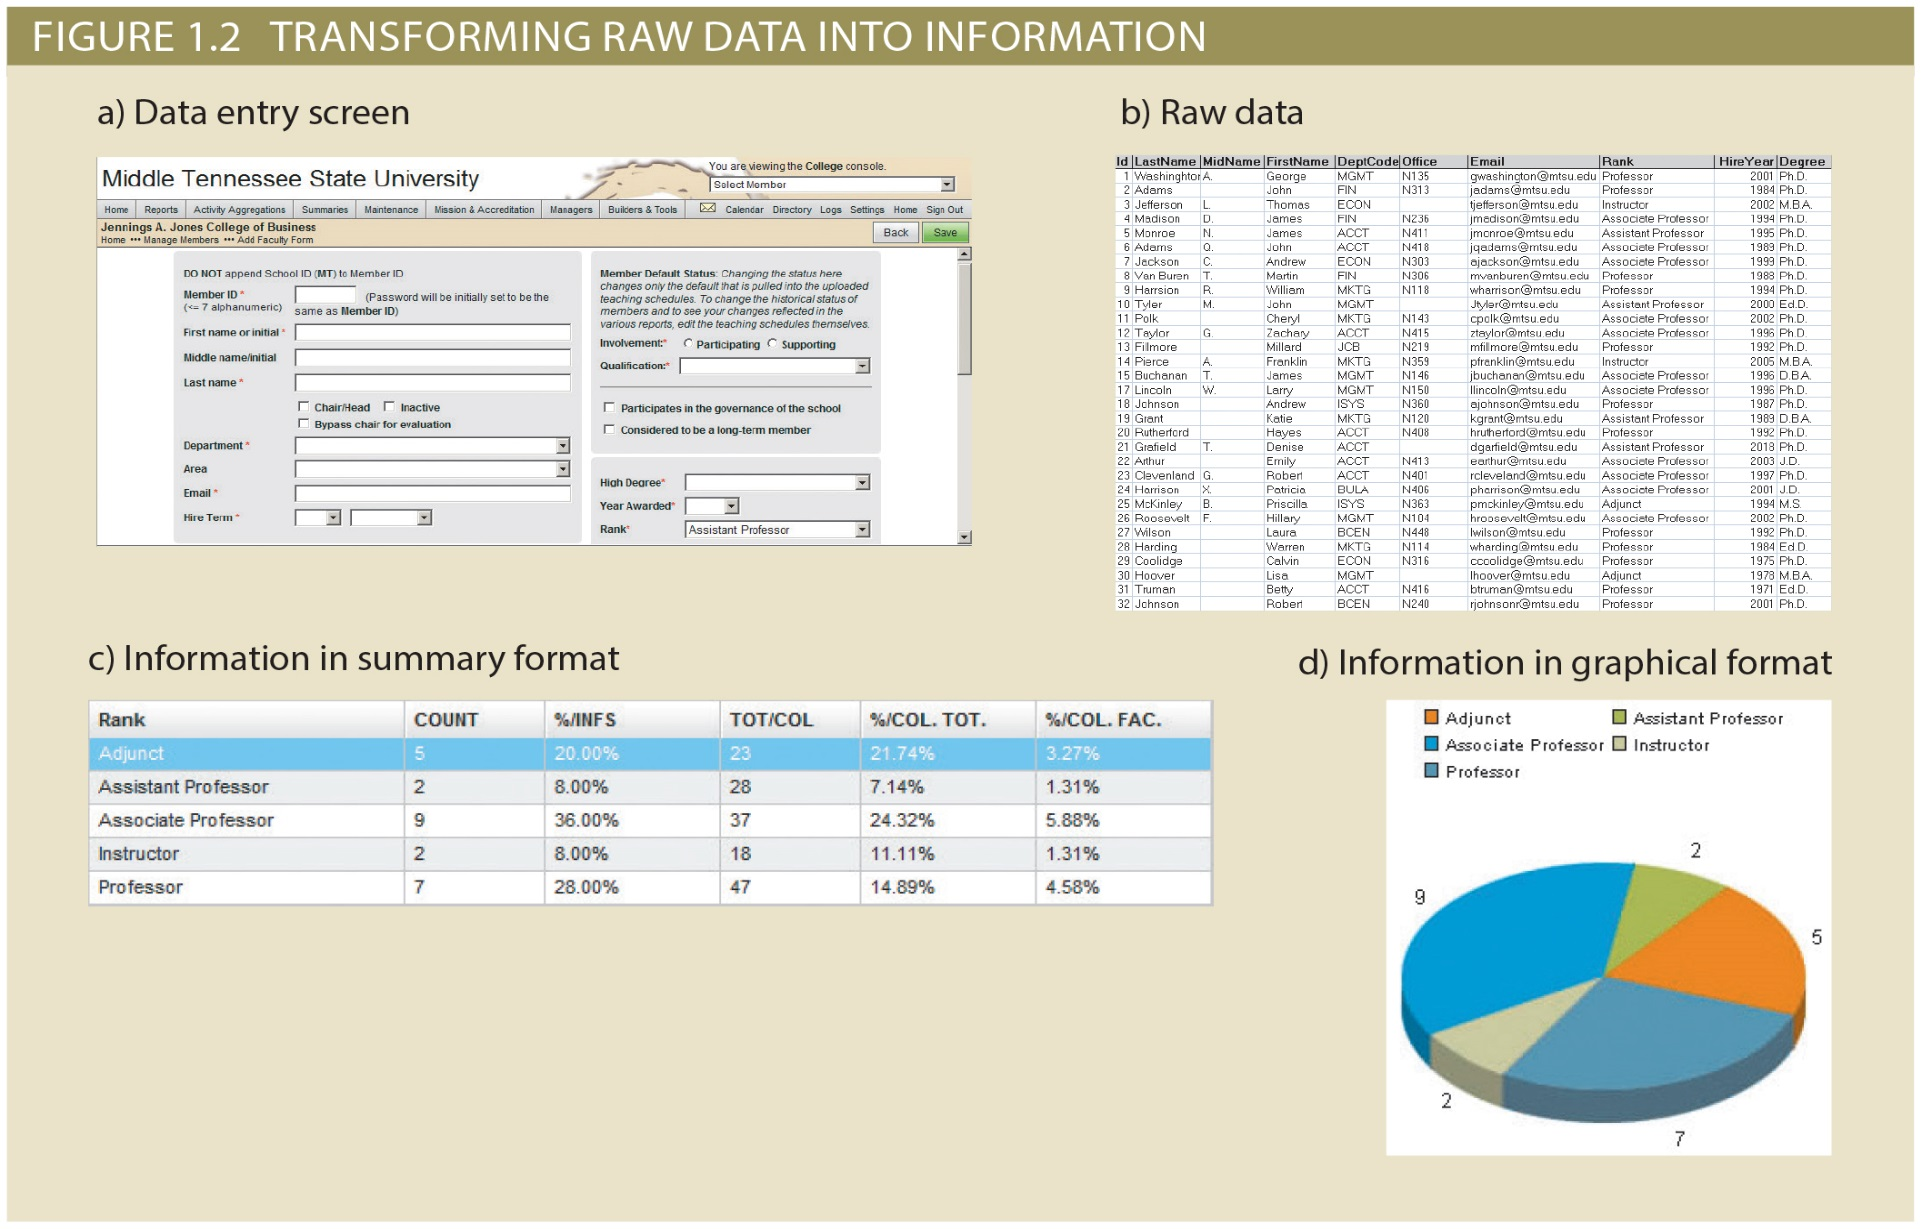 FIGURE 1.2 TRANSFORMING RAW DATA INTO INFORMATION
a) Data entry screen
Middle Tennessee State University
You are viewing the College console.
Select Member
Home Reports Activity Aggregations Summaries Maintenance Mission & Accreditation Managers Builders & Tools Calendar Directory Logs Settings Home Sign Out
Jennings A. Jones College of Business
Home ••• Manage Members ••• Add Faculty Form
Back Save
DO NOT append School ID (MT) to Member ID
Member ID * (Password will be initially set to be the
(<= 7 alphanumeric) same as Member ID)
First name or initial *
Middle name/initial
Last name *
Chair/Head Inactive
Bypass chair for evaluation
Department *
Area
Email *
Hire Term *
Member Default Status: Changing the status here
changes only the default that is pulled into the uploaded
teaching schedules. To change the historical status of
members and to see your changes reflected in the
various reports, edit the teaching schedules themselves.
Involvement:* Participating Supporting
Qualification:*
Participates in the governance of the school
Considered to be a long-term member
High Degree*
Year Awarded*
Rank* Assistant Professor
b) Raw data
Id LastName MidName FirstName DeptCode Office Email Rank HireYear Degree
1 Washington A. George MGMT N135 gwashington@mtsu.edu Professor 2001 Ph.D.
2 Adams John FIN N313 jadams@mtsu.edu Professor 1984 Ph.D.
3 Jefferson L. Thomas ECON tjefferson@mtsu.edu Instructor 2002 M.B.A.
4 Madison D. James FIN N236 jmadison@mtsu.edu Associate Professor 1994 Ph.D.
5 Monroe N. James ACCT N411 jmonroe@mtsu.edu Assistant Professor 1995 Ph.D.
6 Adams Q. John ACCT N418 jqadams@mtsu.edu Associate Professor 1989 Ph.D.
7 Jackson C. Andrew ECON N303 ajackson@mtsu.edu Associate Professor 1999 Ph.D.
8 Van Buren T. Martin FIN N306 mvanburen@mtsu.edu Professor 1988 Ph.D.
9 Harrsion R. William MKTG N118 wharrison@mtsu.edu Professor 1994 Ph.D.
10 Tyler M. John MGMT Jtyler@mtsu.edu Assistant Professor 2000 Ed.D.
11 Polk Cheryl MKTG N143 cpolk@mtsu.edu Associate Professor 2002 Ph.D.
12 Taylor G. Zachary ACCT N415 ztaylor@mtsu.edu Associate Professor 1996 Ph.D.
13 Fillmore Millard JCB N219 mfillmore@mtsu.edu Professor 1992 Ph.D.
14 Pierce A. Franklin MKTG N359 pfranklin@mtsu.edu Instructor 2005 M.B.A.
15 Buchanan T. James MGMT N146 jbuchanan@mtsu.edu Associate Professor 1996 D.B.A.
17 Lincoln W. Larry MGMT N150 llincoln@mtsu.edu Associate Professor 1996 Ph.D.
18 Johnson Andrew ISYS N360 ajohnson@mtsu.edu Professor 1987 Ph.D.
19 Grant Katie MKTG N120 kgrant@mtsu.edu Assistant Professor 1989 D.B.A.
20 Rutherford Hayes ACCT N408 hrutherford@mtsu.edu Professor 1992 Ph.D.
21 Grafield T. Denise ACCT dgarfield@mtsu.edu Assistant Professor 2018 Ph.D.
22 Arthur Emily ACCT N413 earthur@mtsu.edu Associate Professor 2003 J.D.
23 Clevenland G. Robert ACCT N401 rcleveland@mtsu.edu Associate Professor 1997 Ph.D.
24 Harrison X. Patricia BULA N406 pharrison@mtsu.edu Associate Professor 2001 J.D.
25 McKinley B. Priscilla ISYS N363 pmckinley@mtsu.edu Adjunct 1994 M.S.
26 Roosevelt F. Hillary MGMT N104 hroosevelt@mtsu.edu Associate Professor 2002 Ph.D.
27 Wilson Laura BCEN N448 lwilson@mtsu.edu Professor 1992 Ph.D.
28 Harding Warren MKTG N114 wharding@mtsu.edu Professor 1984 Ed.D.
29 Coolidge Calvin ECON N316 cccolidge@mtsu.edu Professor 1975 Ph.D.
30 Hoover Lisa MGMT lhoover@mtsu.edu Adjunct 1978 M.B.A.
31 Truman Betty ACCT N416 btruman@mtsu.edu Professor 1971 Ed.D.
32 Johnson Robert BCEN N240 rjohnsonr@mtsu.edu Professor 2001 Ph.D.
c) Information in summary format
Rank COUNT %/INFS TOT/COL %/COL. TOT. %/COL. FAC.
Adjunct 5 20.00% 23 21.74% 3.27%
Assistant Professor 2 8.00% 28 7.14% 1.31%
Associate Professor 9 36.00% 37 24.32% 5.88%
Instructor 2 8.00% 18 11.11% 1.31%
Professor 7 28.00% 47 14.89% 4.58%
d) Information in graphical format
Adjunct Assistant Professor
Associate Professor Instructor
Professor
2
9
5
2
7